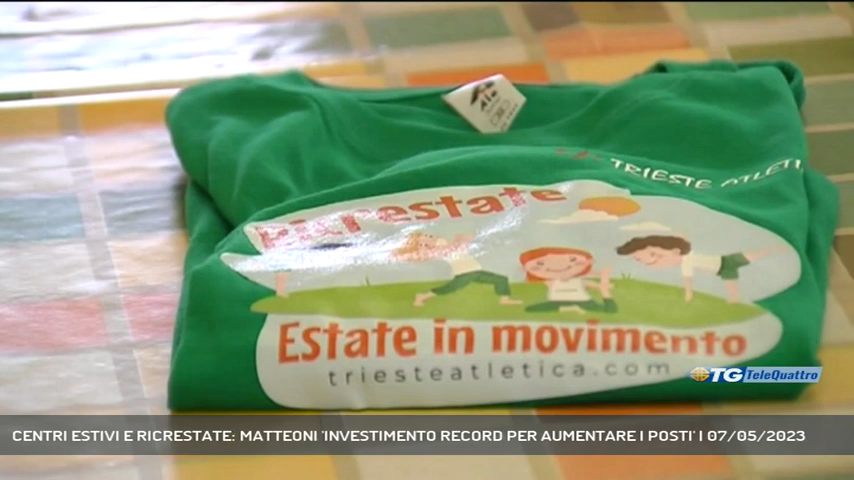 Ale
TRIESTE ATLETI
Ricrestate
Estate in movimento
triesteatletica.com
TG TeleQuattro
CENTRI ESTIVI E RICRESTATE: MATTEONI 'INVESTIMENTO RECORD PER AUMENTARE I POSTI' | 07/05/2023